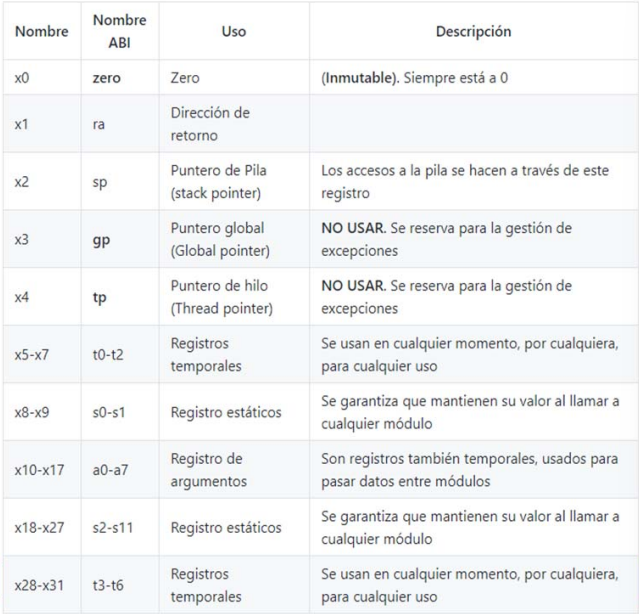 Nombre
Nombre ABI
Uso
Descripción
x0
zero
Zero
(Inmutable). Siempre está a 0
x1
ra
Dirección de
retorno
x2
sp
Puntero de Pila
(stack pointer)
Los accesos a la pila se hacen a través de este
registro
x3
gp
Puntero global
(Global pointer)
NO USAR. Se reserva para la gestión de
excepciones
x4
tp
Puntero de hilo
(Thread pointer)
NO USAR. Se reserva para la gestión de
excepciones
x5-x7
t0-t2
Registros
temporales
Se usan en cualquier momento, por cualquiera,
para cualquier uso
x8-x9
s0-s1
Registro estáticos
Se garantiza que mantienen su valor al llamar a
cualquier módulo
x10-x17
a0-a7
Registro de
argumentos
Son registros también temporales, usados para
pasar datos entre módulos
x18-x27
s2-s11
Registro estáticos
Se garantiza que mantienen su valor al llamar a
cualquier módulo
x28-x31
t3-t6
Registros
temporales
Se usan en cualquier momento, por cualquiera,
para cualquier uso